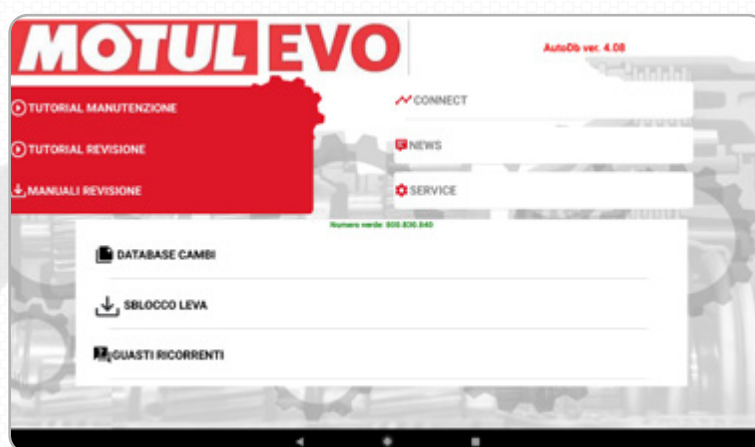 MOTUL EVO
AutoDb ver. 4.08
TUTORIAL MANUTENZIONE
CONNECT
TUTORIAL REVISIONE
NEWS
MANUALI REVISIONE
SERVICE
Numero verde: 800.830.840
DATABASE CAMBI
SBLOCCO LEVA
GUASTI RICORRENTI